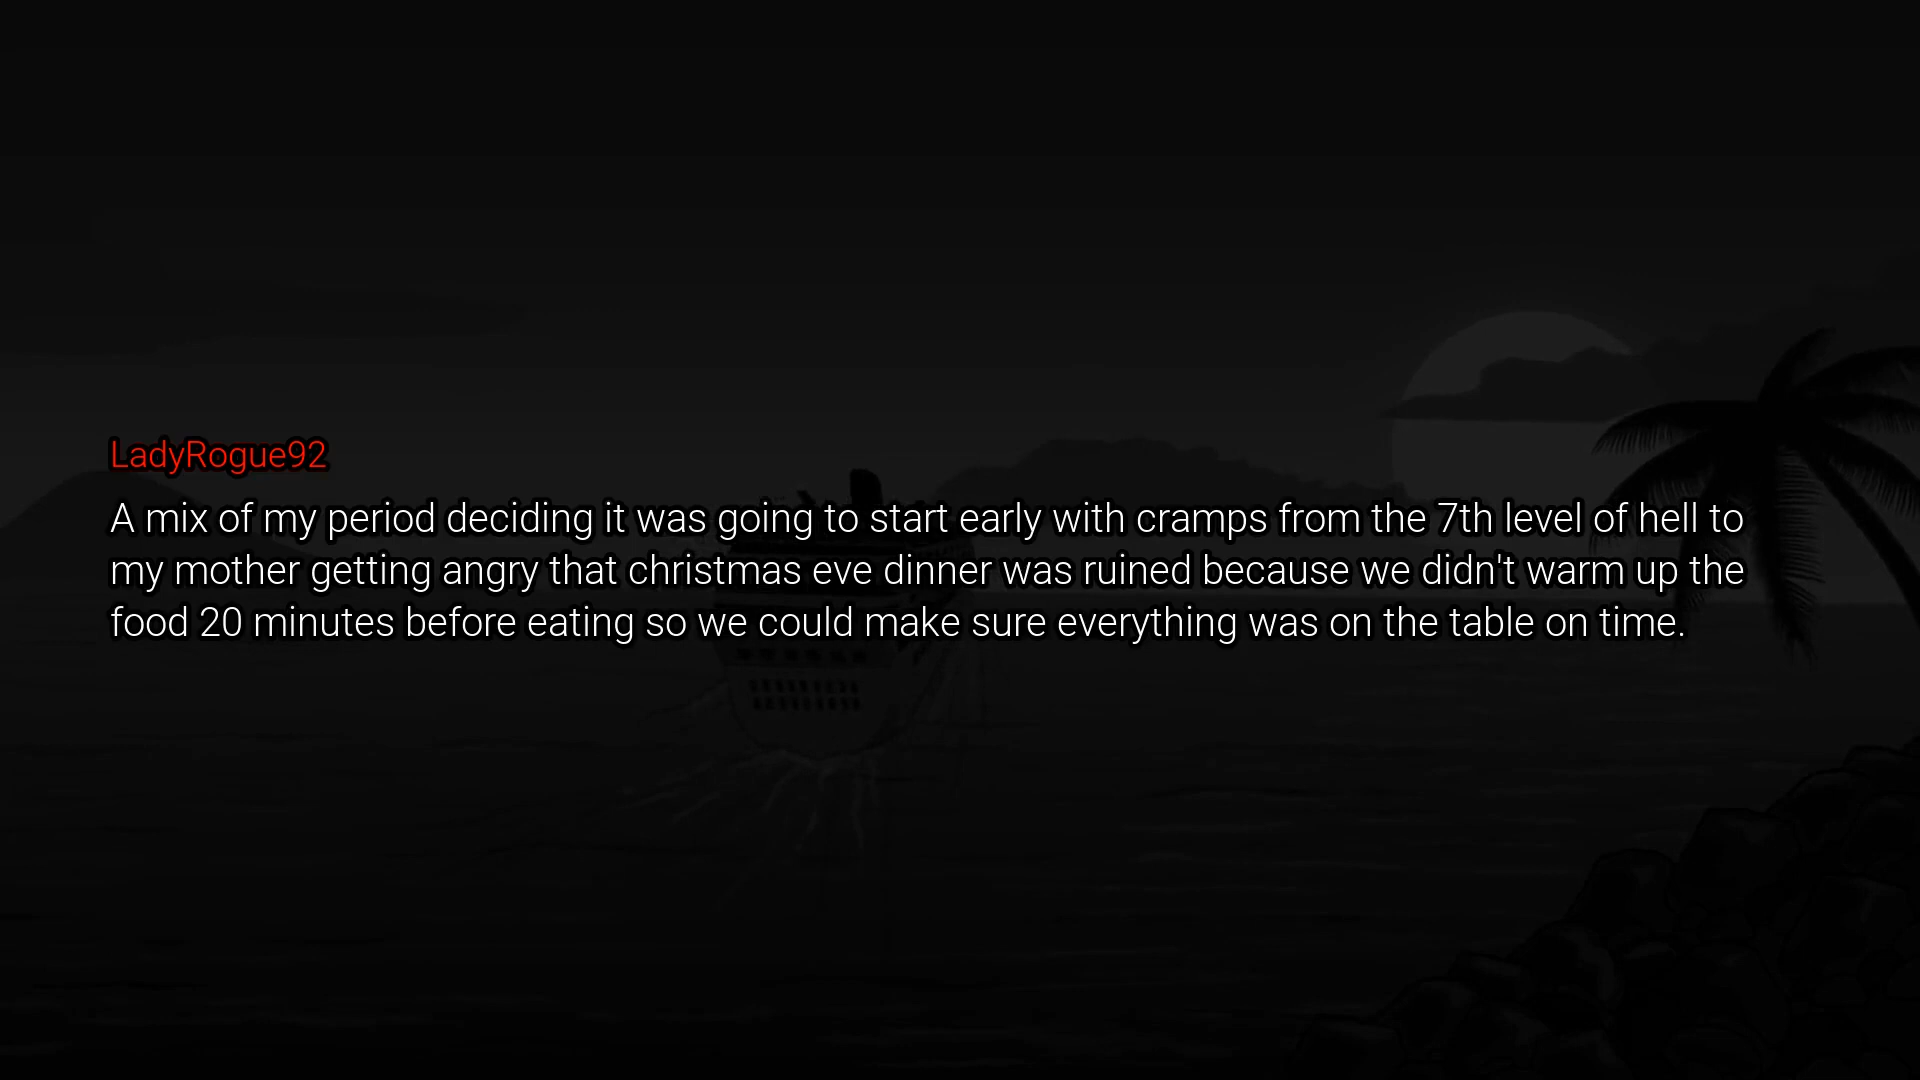 LadyRogue92
A mix of my period deciding it was going to start early with cramps from the 7th level of hell to
my mother getting angry that christmas eve dinner was ruined because we didn't warm up the
food 20 minutes before eating so we could make sure everything was on the table on time.